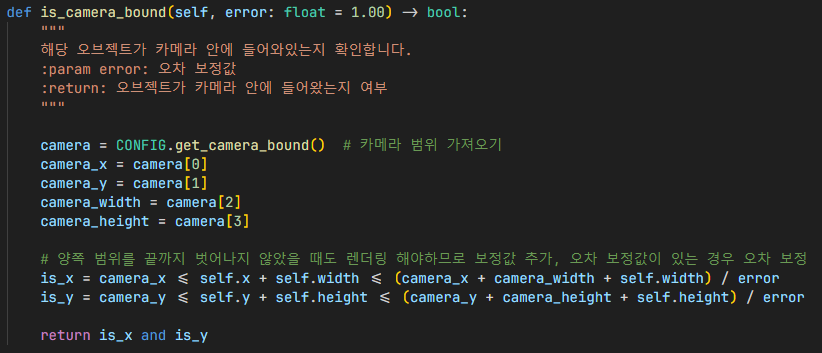 def is_camera_bound(self, error: float = 1.00) -> bool:
"""
해당 오브젝트가 카메라 안에 들어와있는지 확인합니다.
:param error: 오차 보정값
:return: 오브젝트가 카메라 안에 들어왔는지 여부
"""
camera = CONFIG.get_camera_bound() # 카메라 범위 가져오기
camera_x = camera[0]
camera_y = camera[1]
camera_width = camera[2]
camera_height = camera[3]
# 양쪽 범위를 끝까지 벗어나지 않았을 때도 렌더링 해야하므로 보정값 추가, 오차 보정값이 있는 경우 오차 보정
is_x = camera_x <= self.x + self.width <= (camera_x + camera_width + self.width) / error
is_y = camera_y <= self.y + self.height <= (camera_y + camera_height + self.height) / error
return is_x and is_y